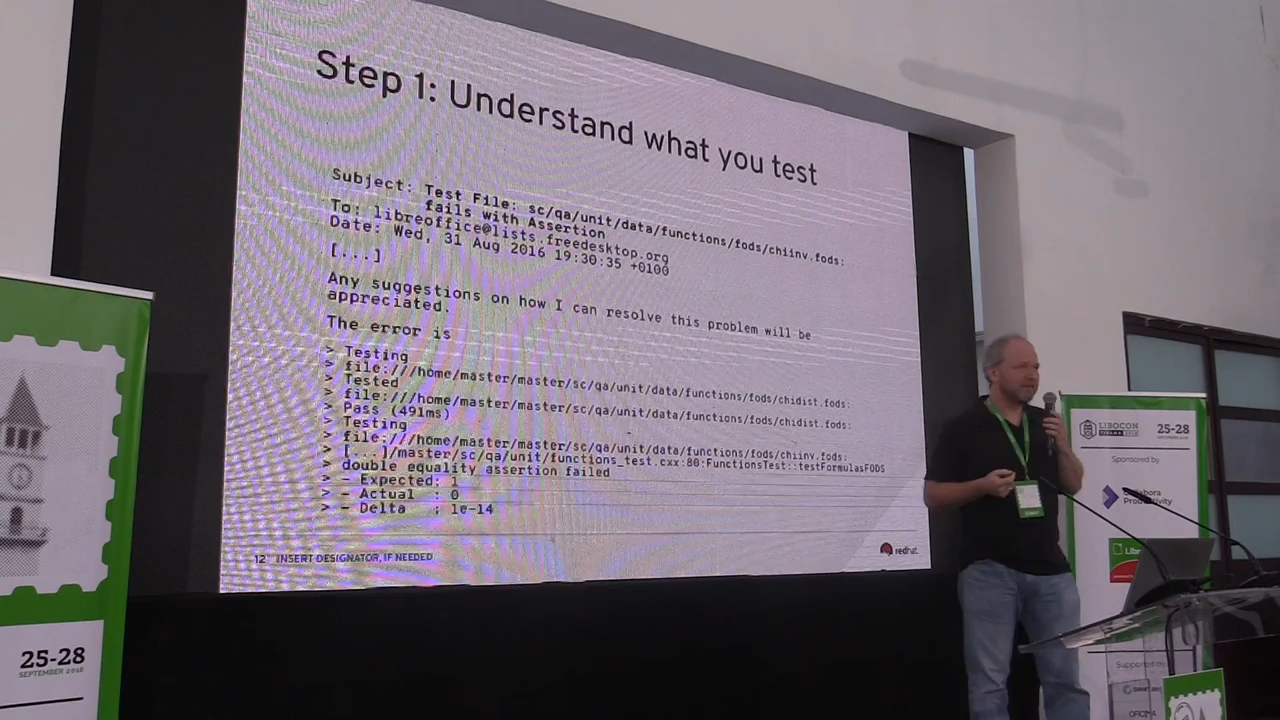 Step 1: Understand what you test
Subject: Test File: sc/qa/unit/data/functions/fods/chiinv.fods:
fails with Assertion
To: libreoffice@lists.freedesktop.org
Date: Wed, 31 Aug 2016 19:30:35 +0100
[...]
Any suggestions on how I can resolve this problem will be
appreciated.
The error is
> Testing
> file:///home/master/master/sc/qa/unit/data/functions/fods/chidist.fods:
> Tested
> file:///home/master/master/sc/qa/unit/data/functions/fods/chidist.fods:
> Pass (491ms)
> Testing
> file:///home/master/master/sc/qa/unit/data/functions/fods/chiinv.fods:
> [...]/master/sc/qa/unit/functions_test.cxx:80:FunctionsTest::testFormulasFODS
> double equality assertion failed
> - Expected: 1
> - Actual : 0
> - Delta : 1e-14
12 INSERT DESIGNATOR, IF NEEDED
redhat.
25-28
SEPTEMBER 2018
LIBOCON
25-28
Sponsored by
Productivity
Supported by